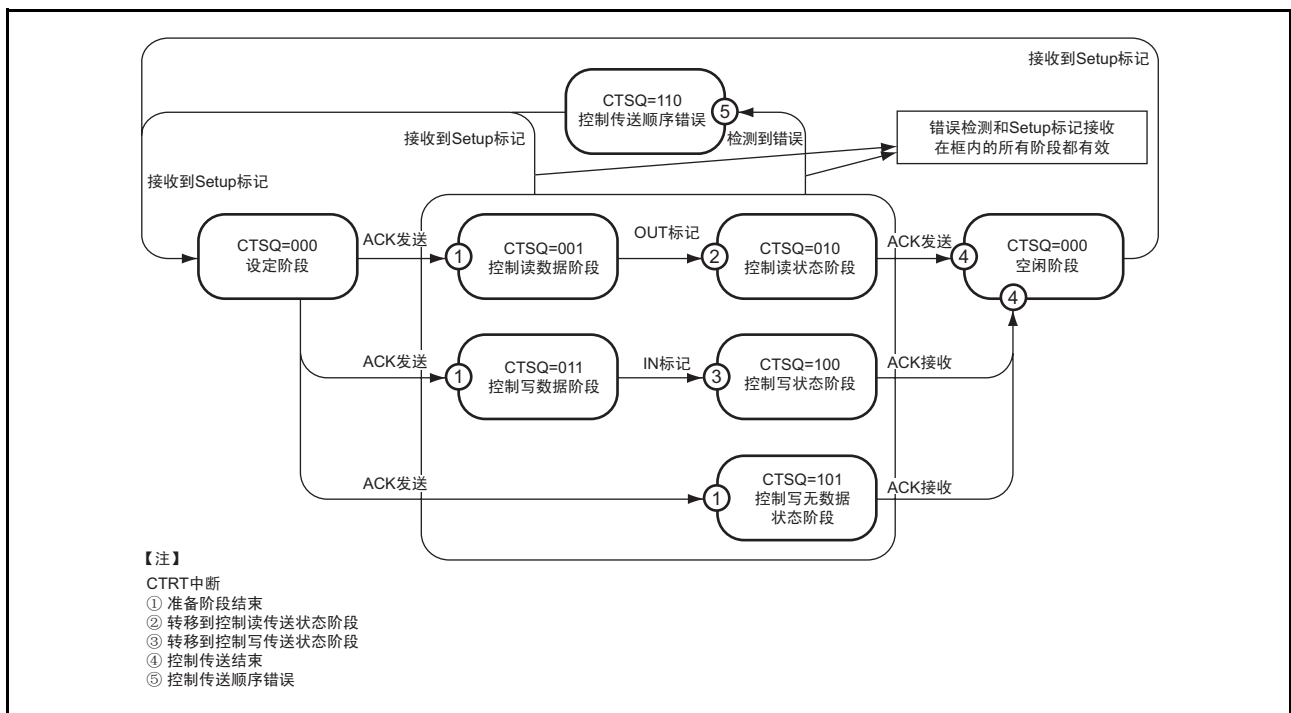 接收到Setup标记
CTSQ=110
控制传送顺序错误
⑤
接收到Setup标记
检测到错误
错误检测和Setup标记接收
在框内的所有阶段都有效
接收到Setup标记
CTSQ=000
设定阶段
ACK发送
①
CTSQ=001
控制读数据阶段
OUT标记
②
CTSQ=010
控制读状态阶段
ACK发送
④
CTSQ=000
空闲阶段
④
ACK发送
①
CTSQ=011
控制写数据阶段
IN标记
③
CTSQ=100
控制写状态阶段
ACK接收
ACK发送
①
CTSQ=101
控制写无数据
状态阶段
ACK接收
【注】
CTRT中断
① 准备阶段结束
② 转移到控制读传送状态阶段
③ 转移到控制写传送状态阶段
④ 控制传送结束
⑤ 控制传送顺序错误